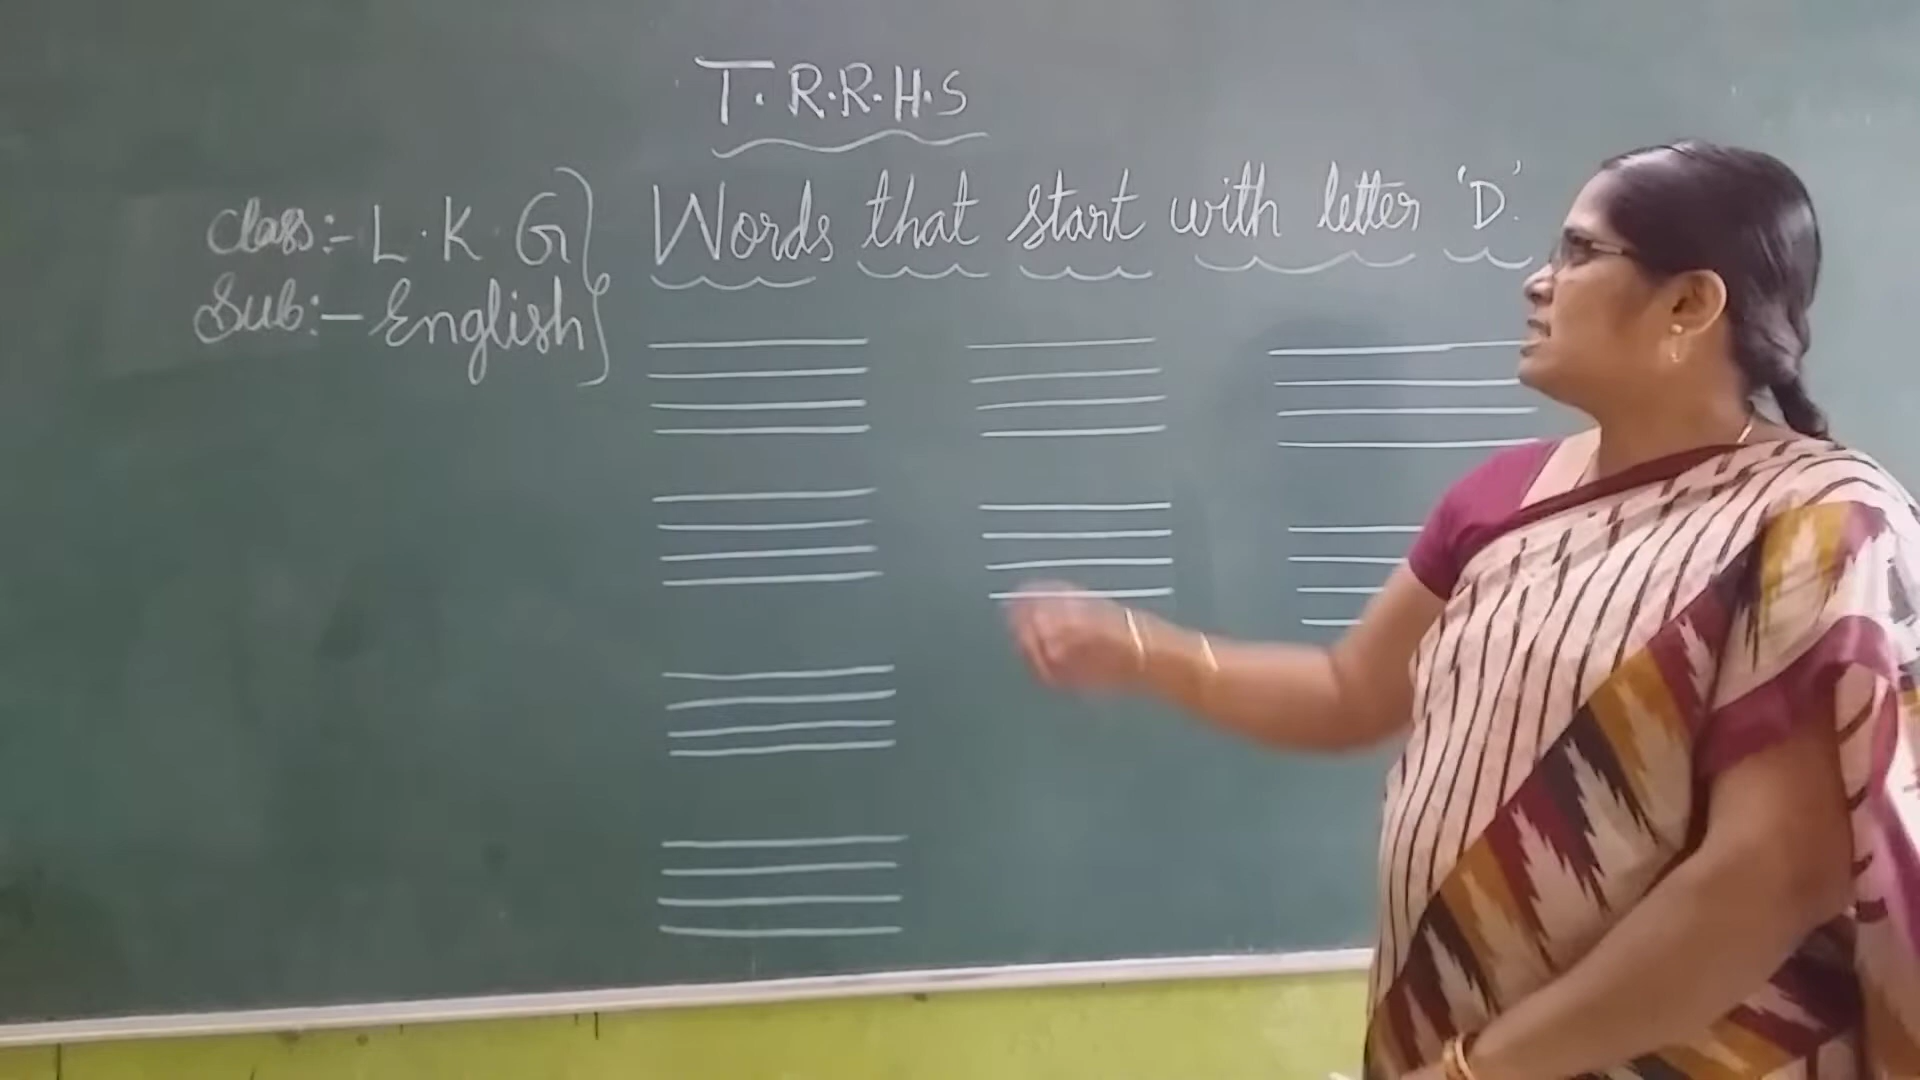 T.R.R.H.S
Class:- L.K.G
Sub:- English
Words that start with letter 'D'.